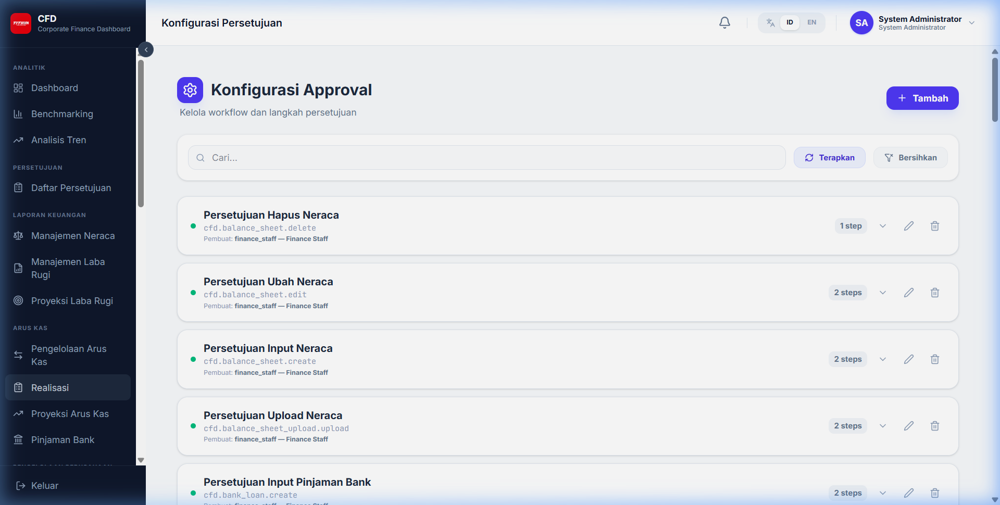 CFD
Corporate Finance Dashboard
ANALITIK
Dashboard
Benchmarking
Analisis Tren
PERSETUJUAN
Daftar Persetujuan
LAPORAN KEUANGAN
Manajemen Neraca
Manajemen Laba
Rugi
Proyeksi Laba Rugi
ARUS KAS
Pengelolaan Arus
Kas
Realisasi
Proyeksi Arus Kas
Pinjaman Bank
Keluar
Konfigurasi Persetujuan
ID
EN
SA
System Administrator
System Administrator
Konfigurasi Approval
Kelola workflow dan langkah persetujuan
Tambah
Cari...
Terapkan
Bersihkan
Persetujuan Hapus Neraca
cfd.balance_sheet.delete
Pembuat: finance_staff — Finance Staff
1 step
Persetujuan Ubah Neraca
cfd.balance_sheet.edit
Pembuat: finance_staff — Finance Staff
2 steps
Persetujuan Input Neraca
cfd.balance_sheet.create
Pembuat: finance_staff — Finance Staff
2 steps
Persetujuan Upload Neraca
cfd.balance_sheet_upload.upload
Pembuat: finance_staff — Finance Staff
2 steps
Persetujuan Input Pinjaman Bank
cfd.bank_loan.create
2 steps